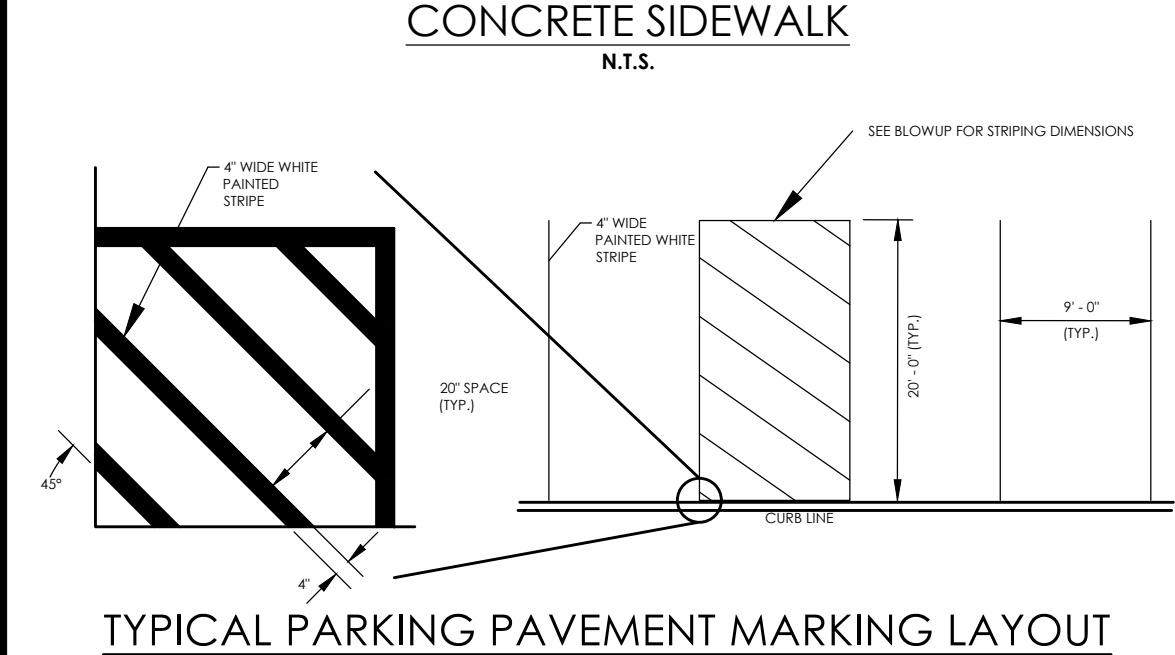 CONCRETE SIDEWALK
N.T.S.
SEE BLOWUP FOR STRIPING DIMENSIONS
4" WIDE WHITE
PAINTED
STRIPE
4" WIDE
PAINTED WHITE
STRIPE
9' - 0"
(TYP.)
20' - 0" (TYP.)
20" SPACE
(TYP.)
45°
CURB LINE
4"
TYPICAL PARKING PAVEMENT MARKING LAYOUT